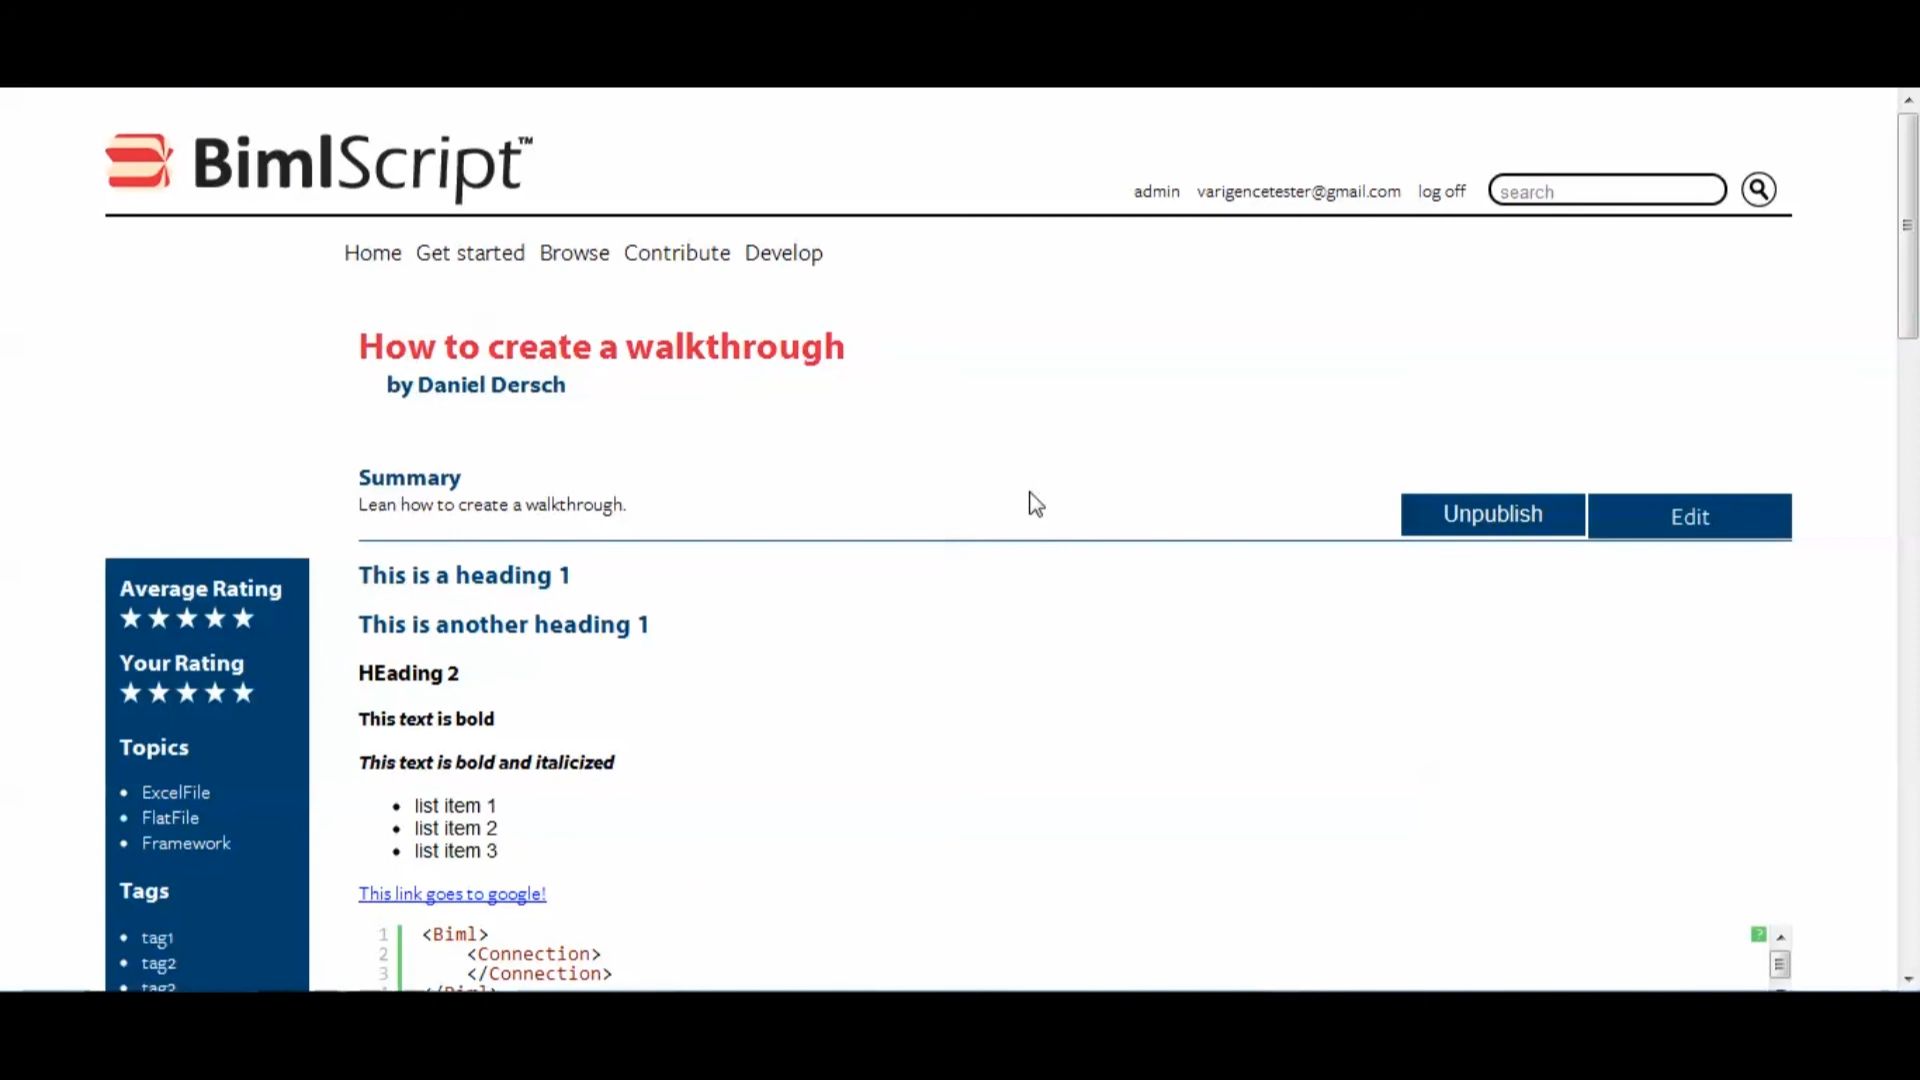 BimlScript™
admin varigencetester@gmail.com log off search
Home Get started Browse Contribute Develop
How to create a walkthrough
by Daniel Dersch
Summary
Lean how to create a walkthrough.
Unpublish Edit
Average Rating
Your Rating
Topics
ExcelFile
FlatFile
Framework
Tags
tag1
tag2
This is a heading 1
This is another heading 1
HEading 2
This text is bold
This text is bold and italicized
list item 1
list item 2
list item 3
This link goes to google!
1 <Biml>
2 <Connection>
3 </Connection>
?